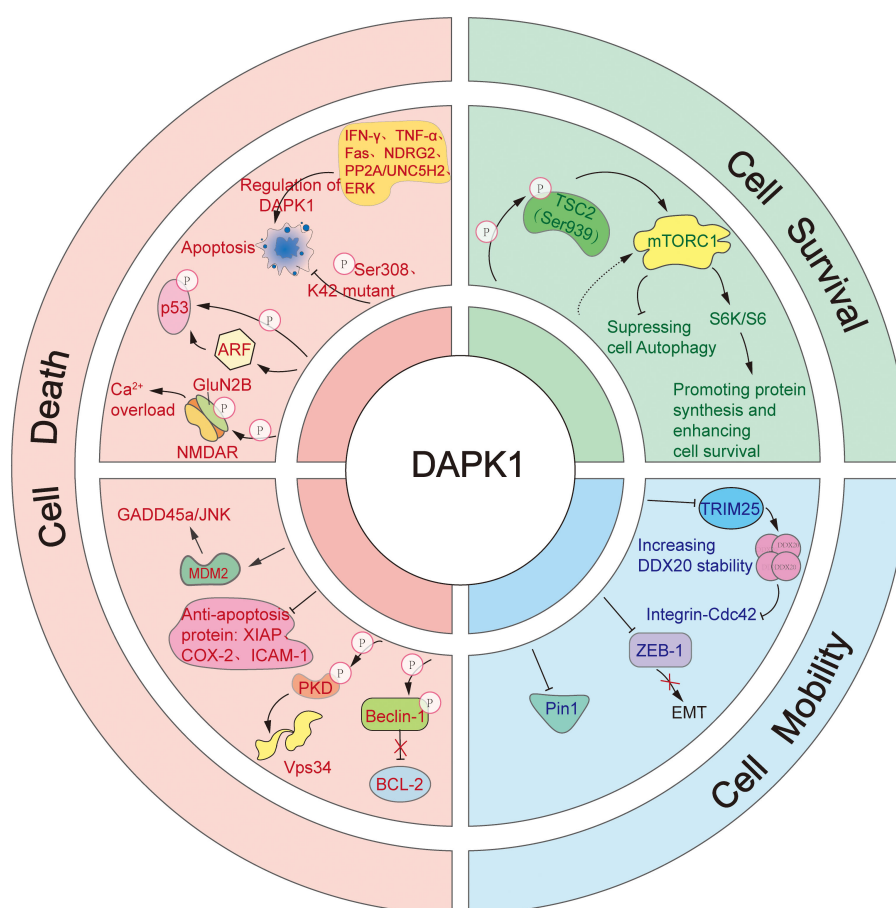 Cell Death
IFN-γ、TNF-α、
Fas、NDRG2、
PP2A/UNC5H2、
ERK
Regulation of
DAPK1
Apoptosis
P
Ser308、
K42 mutant
P
p53
P
ARF
Ca²⁺
overload
GluN2B
P
P
NMDAR
Cell Survival
P
P
TSC2
(Ser939)
mTORC1
Supressing
cell Autophagy
S6K/S6
Promoting protein
synthesis and
enhancing
cell survival
DAPK1
GADD45a/JNK
MDM2
Anti-apoptosis
protein: XIAP、
COX-2、ICAM-1
P
P
PKD
Vps34
P
P
Beclin-1
BCL-2
Cell Mobility
TRIM25
Increasing
DDX20 stability
DDX20
DDX20
Integrin-Cdc42
ZEB-1
EMT
Pin1